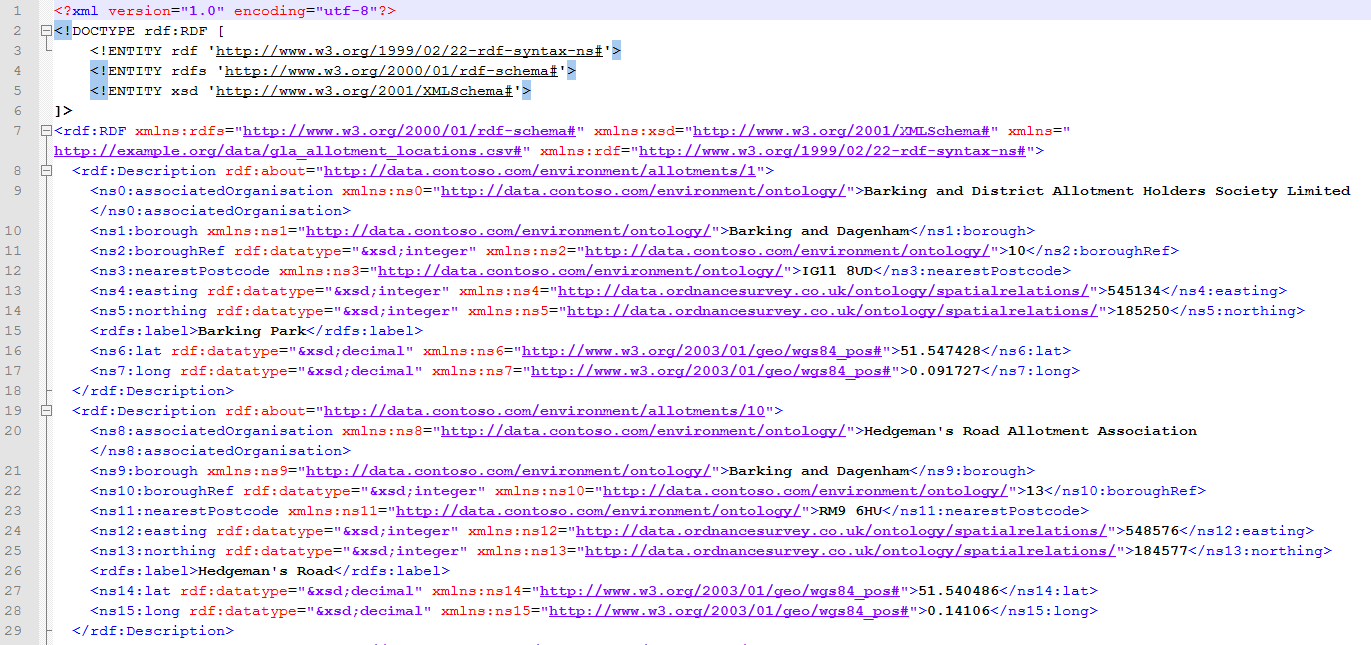 1 <?xml version="1.0" encoding="utf-8"?>
2 <!DOCTYPE rdf:RDF [
3 <!ENTITY rdf 'http://www.w3.org/1999/02/22-rdf-syntax-ns#'>
4 <!ENTITY rdfs 'http://www.w3.org/2000/01/rdf-schema#'>
5 <!ENTITY xsd 'http://www.w3.org/2001/XMLSchema#'>
6 ]>
7 <rdf:RDF xmlns:rdfs="http://www.w3.org/2000/01/rdf-schema#" xmlns:xsd="http://www.w3.org/2001/XMLSchema#" xmlns="
http://example.org/data/gla_allotment_locations.csv#" xmlns:rdf="http://www.w3.org/1999/02/22-rdf-syntax-ns#">
8 <rdf:Description rdf:about="http://data.contoso.com/environment/allotments/1">
9 <ns0:associatedOrganisation xmlns:ns0="http://data.contoso.com/environment/ontology/">Barking and District Allotment Holders Society Limited
</ns0:associatedOrganisation>
10 <ns1:borough xmlns:ns1="http://data.contoso.com/environment/ontology/">Barking and Dagenham</ns1:borough>
11 <ns2:boroughRef rdf:datatype="&xsd;integer" xmlns:ns2="http://data.contoso.com/environment/ontology/">10</ns2:boroughRef>
12 <ns3:nearestPostcode xmlns:ns3="http://data.contoso.com/environment/ontology/">IG11 8UD</ns3:nearestPostcode>
13 <ns4:easting rdf:datatype="&xsd;integer" xmlns:ns4="http://data.ordnancesurvey.co.uk/ontology/spatialrelations/">545134</ns4:easting>
14 <ns5:northing rdf:datatype="&xsd;integer" xmlns:ns5="http://data.ordnancesurvey.co.uk/ontology/spatialrelations/">185250</ns5:northing>
15 <rdfs:label>Barking Park</rdfs:label>
16 <ns6:lat rdf:datatype="&xsd;decimal" xmlns:ns6="http://www.w3.org/2003/01/geo/wgs84_pos#">51.547428</ns6:lat>
17 <ns7:long rdf:datatype="&xsd;decimal" xmlns:ns7="http://www.w3.org/2003/01/geo/wgs84_pos#">0.091727</ns7:long>
18 </rdf:Description>
19 <rdf:Description rdf:about="http://data.contoso.com/environment/allotments/10">
20 <ns8:associatedOrganisation xmlns:ns8="http://data.contoso.com/environment/ontology/">Hedgeman's Road Allotment Association
</ns8:associatedOrganisation>
21 <ns9:borough xmlns:ns9="http://data.contoso.com/environment/ontology/">Barking and Dagenham</ns9:borough>
22 <ns10:boroughRef rdf:datatype="&xsd;integer" xmlns:ns10="http://data.contoso.com/environment/ontology/">13</ns10:boroughRef>
23 <ns11:nearestPostcode xmlns:ns11="http://data.contoso.com/environment/ontology/">RM9 6HU</ns11:nearestPostcode>
24 <ns12:easting rdf:datatype="&xsd;integer" xmlns:ns12="http://data.ordnancesurvey.co.uk/ontology/spatialrelations/">548576</ns12:easting>
25 <ns13:northing rdf:datatype="&xsd;integer" xmlns:ns13="http://data.ordnancesurvey.co.uk/ontology/spatialrelations/">184577</ns13:northing>
26 <rdfs:label>Hedgeman's Road</rdfs:label>
27 <ns14:lat rdf:datatype="&xsd;decimal" xmlns:ns14="http://www.w3.org/2003/01/geo/wgs84_pos#">51.540486</ns14:lat>
28 <ns15:long rdf:datatype="&xsd;decimal" xmlns:ns15="http://www.w3.org/2003/01/geo/wgs84_pos#">0.14106</ns15:long>
29 </rdf:Description>